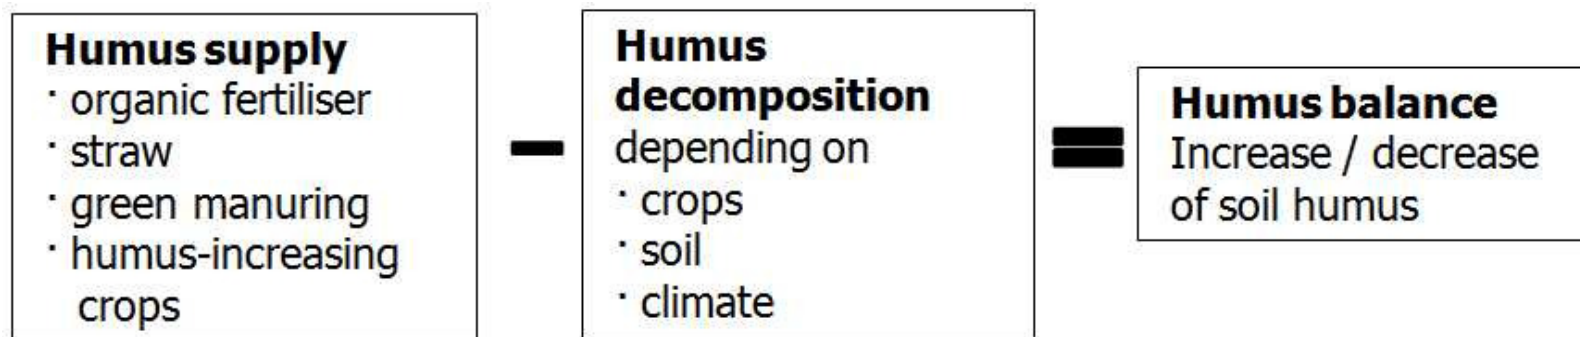 Humus supply
· organic fertiliser
· straw
· green manuring
· humus-increasing
crops
Humus
decomposition
depending on
· crops
· soil
· climate
Humus balance
Increase / decrease
of soil humus